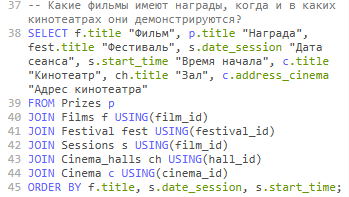 37 -- Какие фильмы имеют награды, когда и в каких
кинотеатрах они демонстрируются?
38 SELECT f.title "Фильм", p.title "Награда",
fest.title "Фестиваль", s.date_session "Дата
сеанса", s.start_time "Время начала", c.title
"Кинотеатр", ch.title "Зал", c.address_cinema
"Адрес кинотеатра"
39 FROM Prizes p
40 JOIN Films f USING(film_id)
41 JOIN Festival fest USING(festival_id)
42 JOIN Sessions s USING(film_id)
43 JOIN Cinema_halls ch USING(hall_id)
44 JOIN Cinema c USING(cinema_id)
45 ORDER BY f.title, s.date_session, s.start_time;